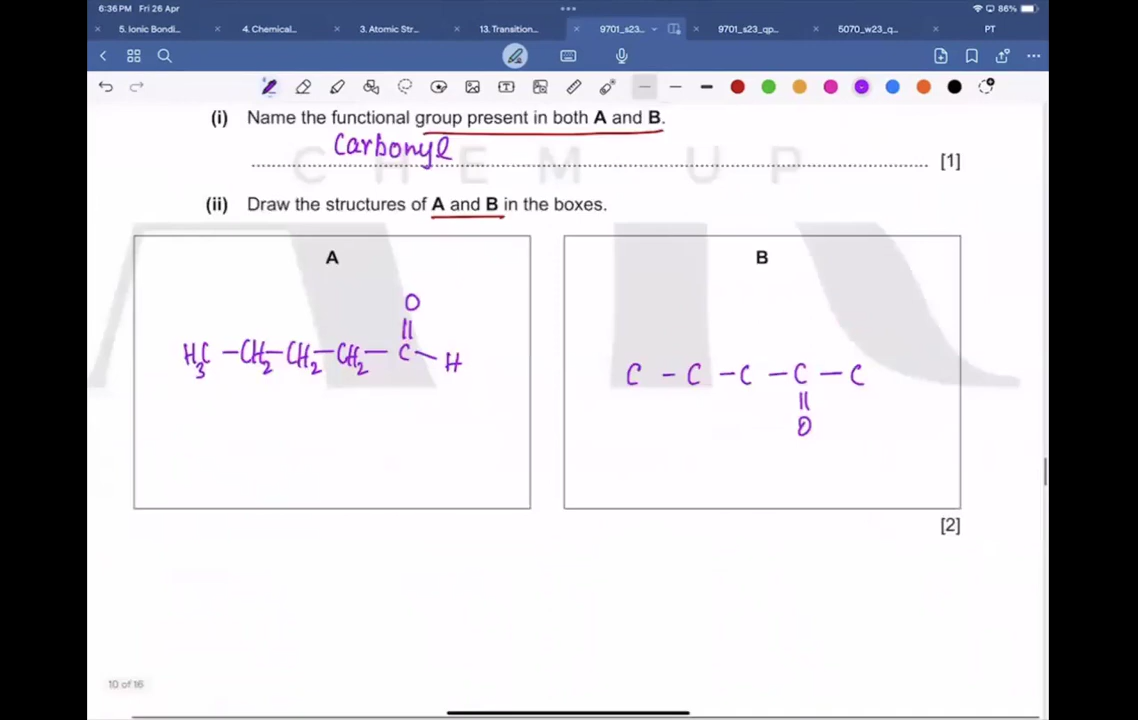 6:36 PM Fri 26 Apr
86%
5. Ionic Bondi...
4. Chemical...
3. Atomic Str...
13. Transition...
9701_s23...
9701_s23_qp...
5070_w23_q...
PT
(i) Name the functional group present in both A and B.
Carbonyl
[1]
CHEM UP
(ii) Draw the structures of A and B in the boxes.
A
O
||
H3C – CH2 – CH2 – CH2 – C – H
B
C – C – C – C – C
||
O
[2]
10 of 16